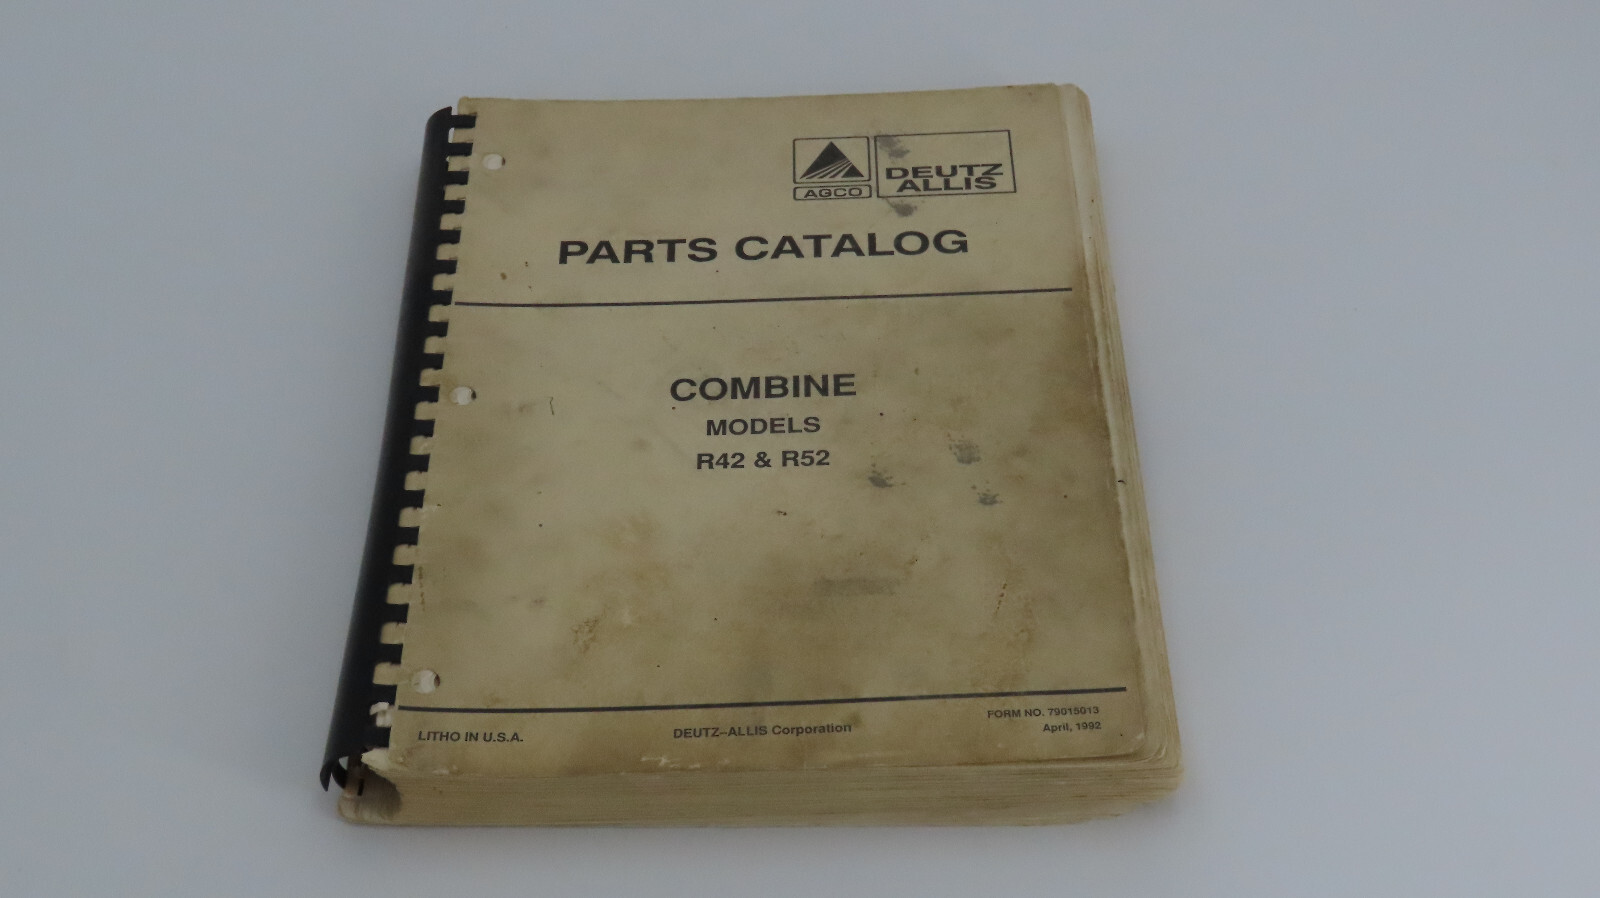 AGCO
DEUTZ
ALLIS
PARTS CATALOG
COMBINE
MODELS
R42 & R52
LITHO IN U.S.A.
DEUTZ--ALLIS Corporation
FORM NO. 79015013
April, 1992